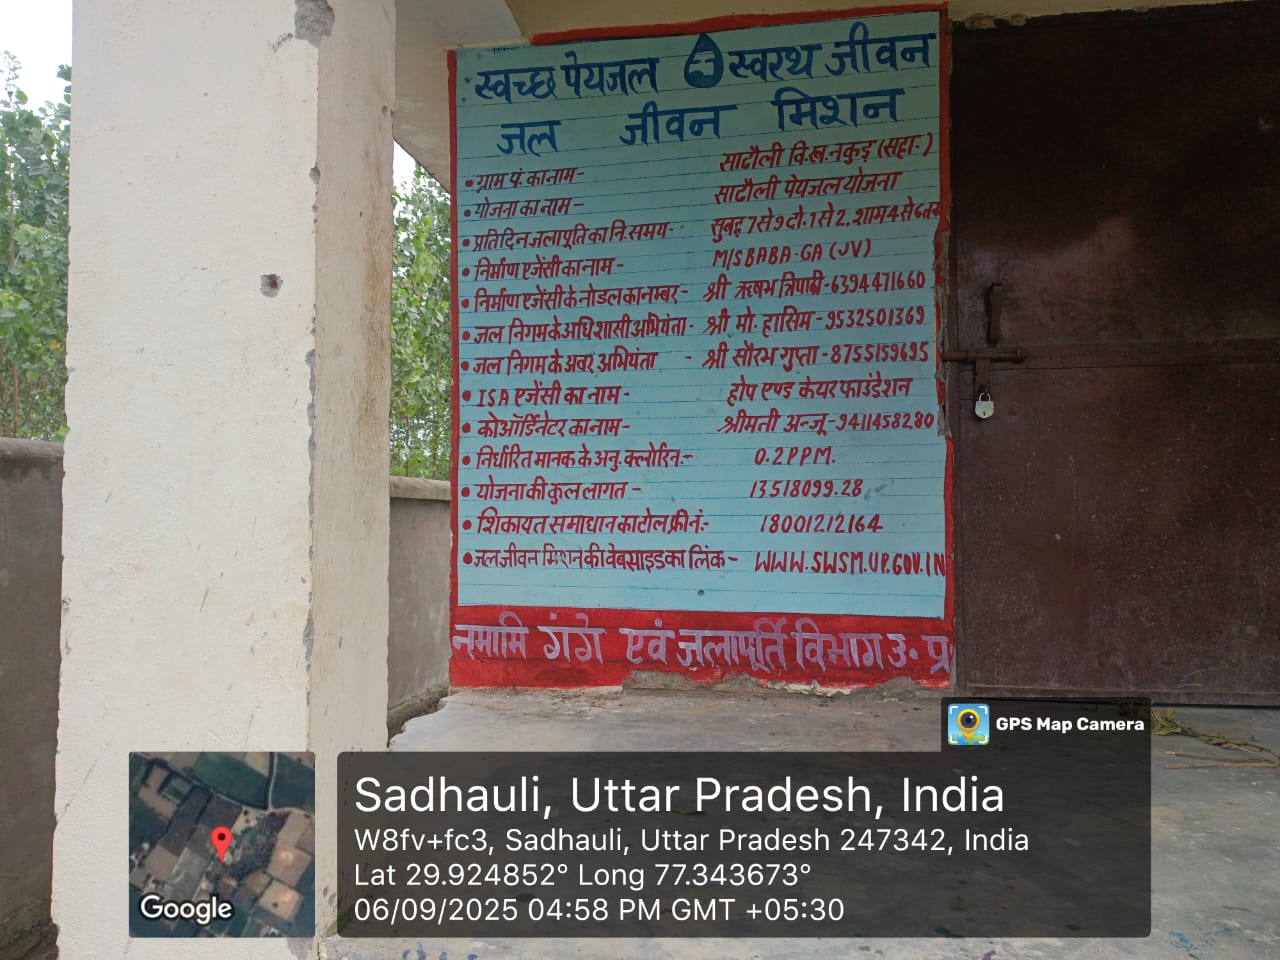 स्वच्छ पेयजल स्वस्थ जीवन
जल जीवन मिशन
• ग्राम पं. का नाम- साढौली वि.ख. नकुड़ (सहा.)
• योजना का नाम- साढौली पेयजल योजना
• प्रतिदिन जलापूर्ति का नि. समय- सुबह 7 से 9 दो. 1 से 2, शाम 4 से 6 तक
• निर्माण एजेंसी का नाम- M/S BABA-GA (JV)
• निर्माण एजेंसी के नोडल का नम्बर- श्री ऋषभ त्रिपाठी-6394471660
• जल निगम के अधिशासी अभियंता- श्री मो. हासिम-9532501369
• जल निगम के अवर अभियंता - श्री सौरभ गुप्ता-8755159695
• ISA एजेंसी का नाम- होप एण्ड केयर फाउंडेशन
• कोऑर्डिनेटर का नाम- श्रीमती अन्जू-9411458280
• निर्धारित मानक के अनु. क्लोरिन:- 0.2 PPM.
• योजना की कुल लागत- 13518099.28
• शिकायत समाधान का टोल फ्री नं:- 18001212164
• जल जीवन मिशन की वेबसाइड का लिंक- WWW.SWSM.UP.GOV.IN
नमामि गंगे एवं जलापूर्ति विभाग उ. प्र
GPS Map Camera
Sadhauli, Uttar Pradesh, India
W8fv+fc3, Sadhauli, Uttar Pradesh 247342, India
Lat 29.924852° Long 77.343673°
06/09/2025 04:58 PM GMT +05:30
Google